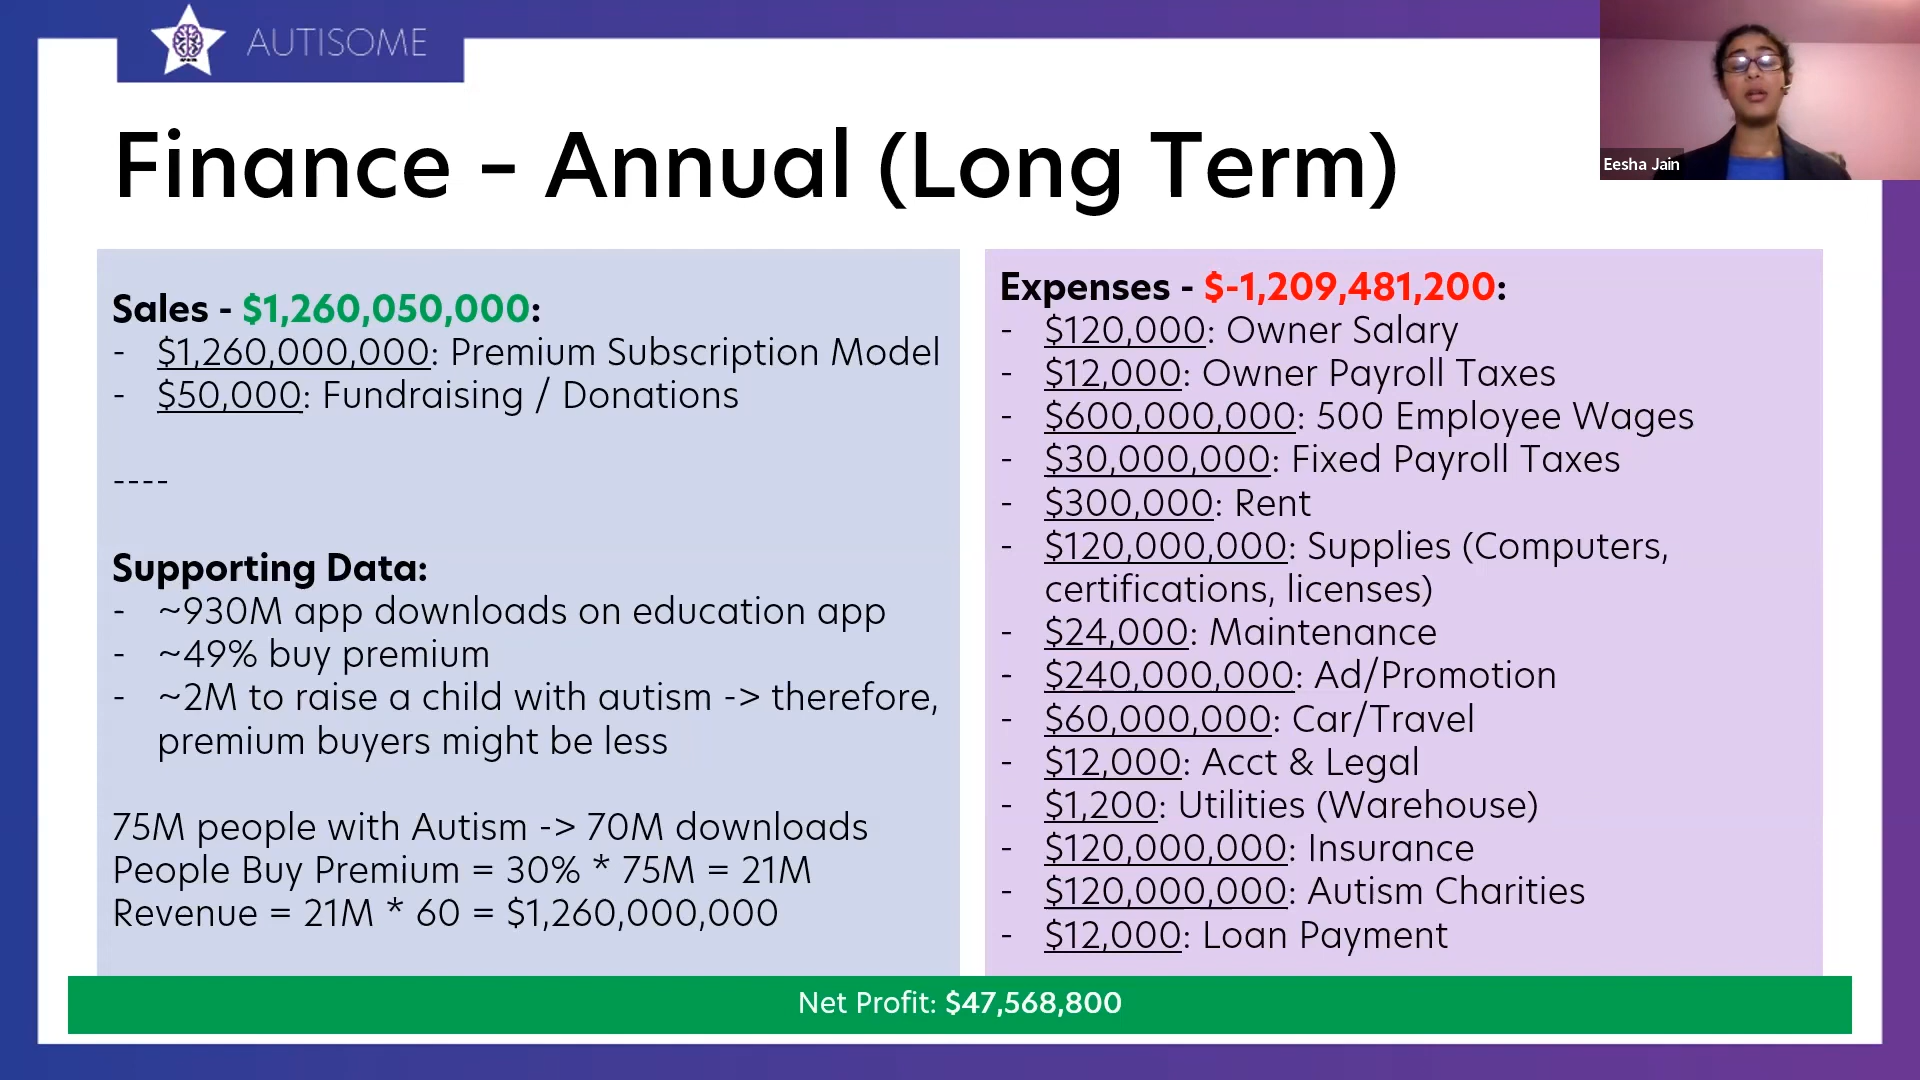 AUTISOME
Eesha Jain
Finance – Annual (Long Term)
Sales - $1,260,050,000:
- $1,260,000,000: Premium Subscription Model
- $50,000: Fundraising / Donations
----
Supporting Data:
- ~930M app downloads on education app
- ~49% buy premium
- ~2M to raise a child with autism -> therefore,
premium buyers might be less
75M people with Autism -> 70M downloads
People Buy Premium = 30% * 75M = 21M
Revenue = 21M * 60 = $1,260,000,000
Expenses - $-1,209,481,200:
- $120,000: Owner Salary
- $12,000: Owner Payroll Taxes
- $600,000,000: 500 Employee Wages
- $30,000,000: Fixed Payroll Taxes
- $300,000: Rent
- $120,000,000: Supplies (Computers,
certifications, licenses)
- $24,000: Maintenance
- $240,000,000: Ad/Promotion
- $60,000,000: Car/Travel
- $12,000: Acct & Legal
- $1,200: Utilities (Warehouse)
- $120,000,000: Insurance
- $120,000,000: Autism Charities
- $12,000: Loan Payment
Net Profit: $47,568,800